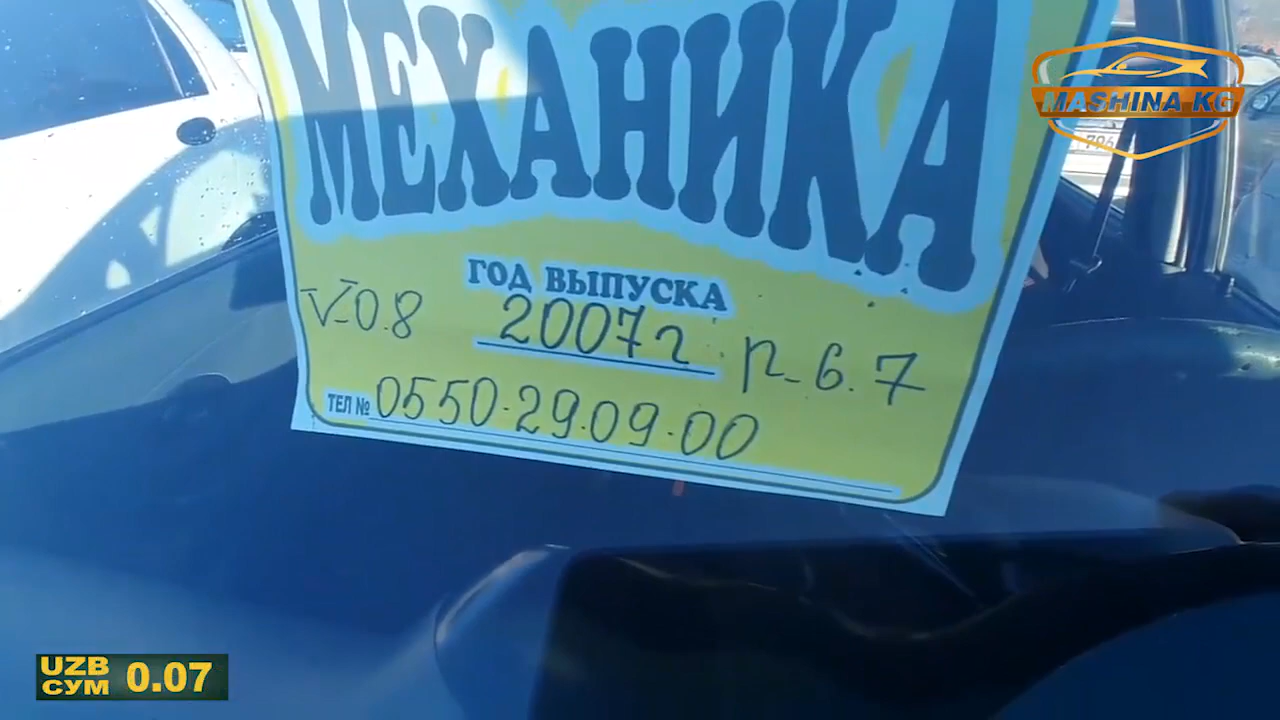 МЕХАНИКА
MASHINA KG
796
ГОД ВЫПУСКА
V-0.8 2007г р-6.7
ТЕЛ № 0550-29.09.00
UZB
СУМ 0.07